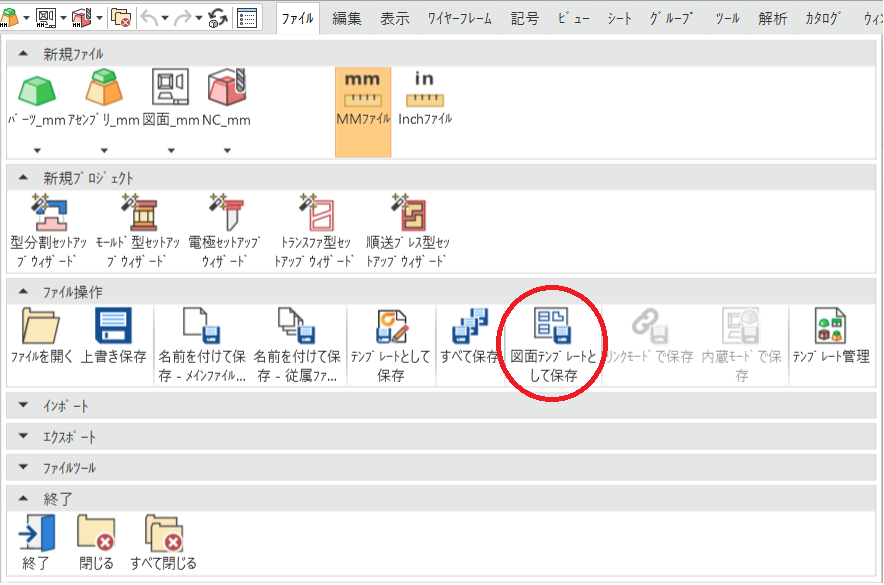 ファイル 編集 表示 ワイヤーフレーム 記号 ビュー シート グループ ツール 解析 カタログ
新規ファイル
mm in
パーツ_mm アセンブリ_mm 図面_mm NC_mm MMファイル Inchファイル
新規プロジェクト
型分割セットアッ モールド型セットアッ 電極セットアップ トランスファ型セッ 順送プレス型セッ
プウィザード プウィザード ウィザード トアップウィザード トアップウィザード
ファイル操作
ファイルを開く 上書き保存 名前を付けて保 名前を付けて保 テンプレートとして すべて保存 図面テンプレートと リンクモードで保存 内蔵モードで保 テンプレート管理
存 - メインファイル... 存 - 従属ファ... 保存 して保存 存
インポート
エクスポート
ファイルツール
終了
終了 閉じる すべて閉じる